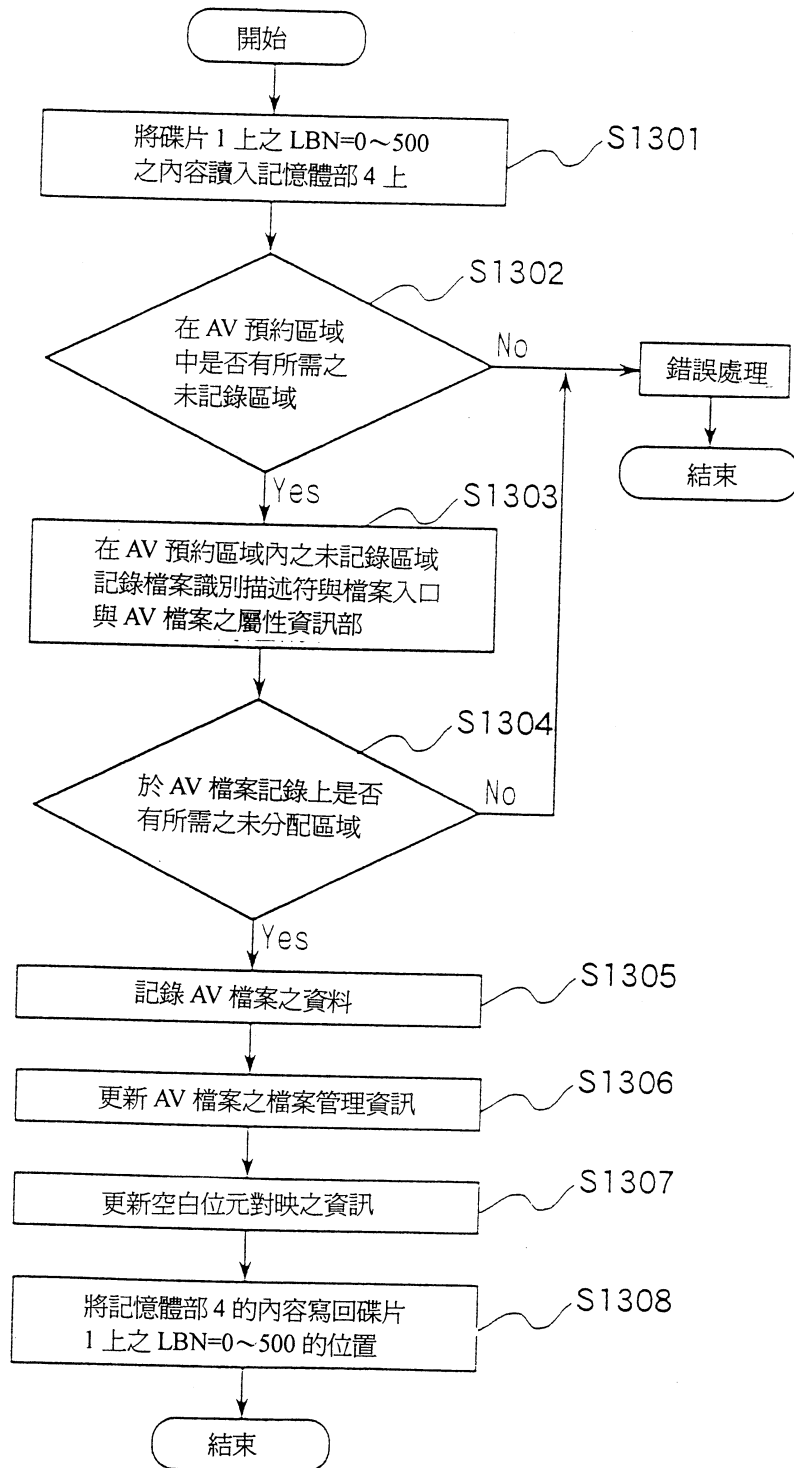 開始
將碟片 1 上之 LBN=0～500
之內容讀入記憶體部 4 上
S1301
S1302
在 AV 預約區域
中是否有所需之
未記錄區域
No
錯誤處理
結束
Yes
S1303
在 AV 預約區域內之未記錄區域
記錄檔案識別描述符與檔案入口
與 AV 檔案之屬性資訊部
S1304
於 AV 檔案記錄上是否
有所需之未分配區域
No
Yes
記錄 AV 檔案之資料
S1305
更新 AV 檔案之檔案管理資訊
S1306
更新空白位元對映之資訊
S1307
將記憶體部 4 的內容寫回碟片
1 上之 LBN=0～500 的位置
S1308
結束